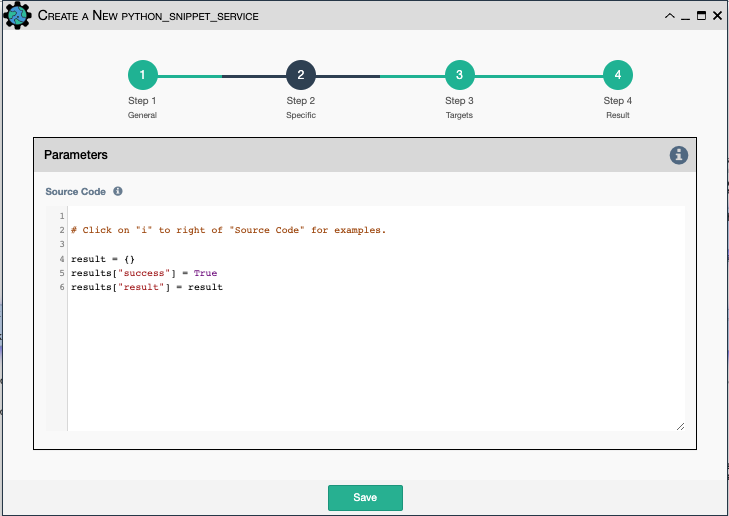 CREATE A NEW PYTHON_SNIPPET_SERVICE
1 2 3 4
Step 1 Step 2 Step 3 Step 4
General Specific Targets Result
Parameters
Source Code
1
2 # Click on "i" to right of "Source Code" for examples.
3
4 result = {}
5 results["success"] = True
6 results["result"] = result
Save